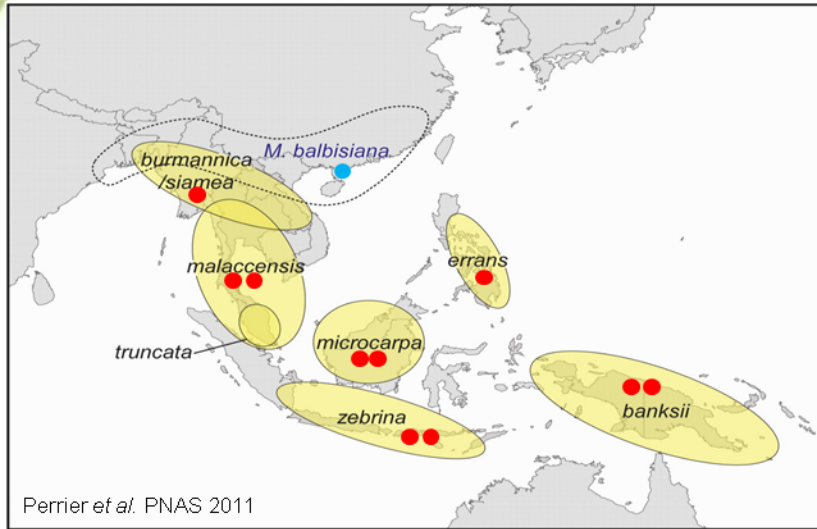 M. balbisiana
burmannica
/siamea
malaccensis
errans
truncata
microcarpa
zebrina
banksii
Perrier et al. PNAS 2011